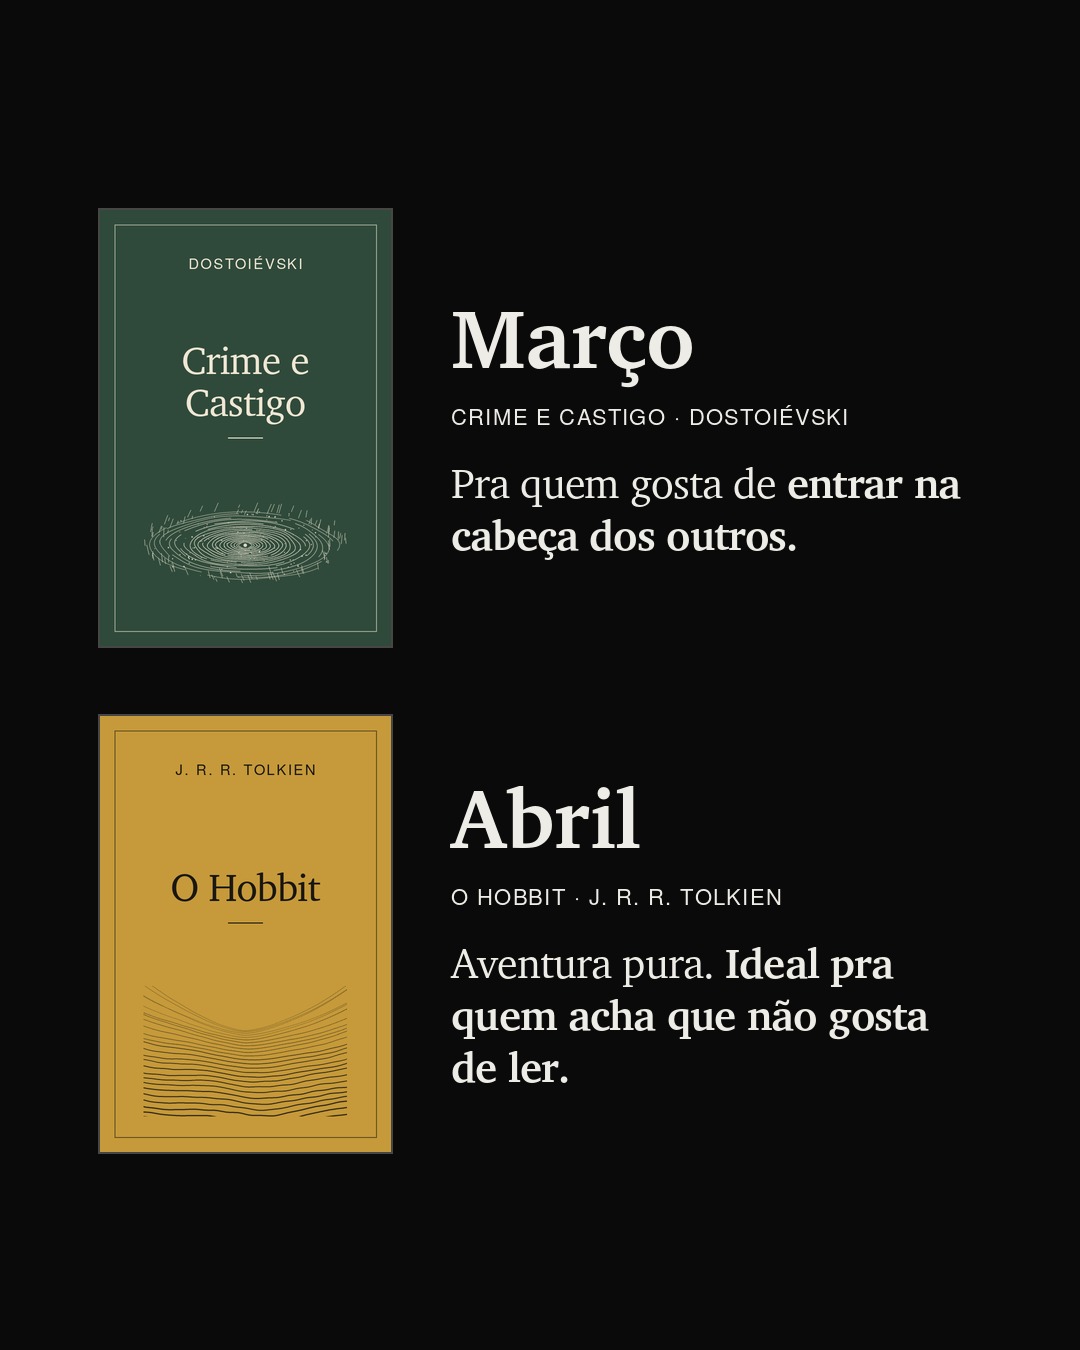 DOSTOIÉVSKI
Crime e
Castigo
Março
CRIME E CASTIGO · DOSTOIÉVSKI
Pra quem gosta de entrar na
cabeça dos outros.
J. R. R. TOLKIEN
O Hobbit
Abril
O HOBBIT · J. R. R. TOLKIEN
Aventura pura. Ideal pra
quem acha que não gosta
de ler.